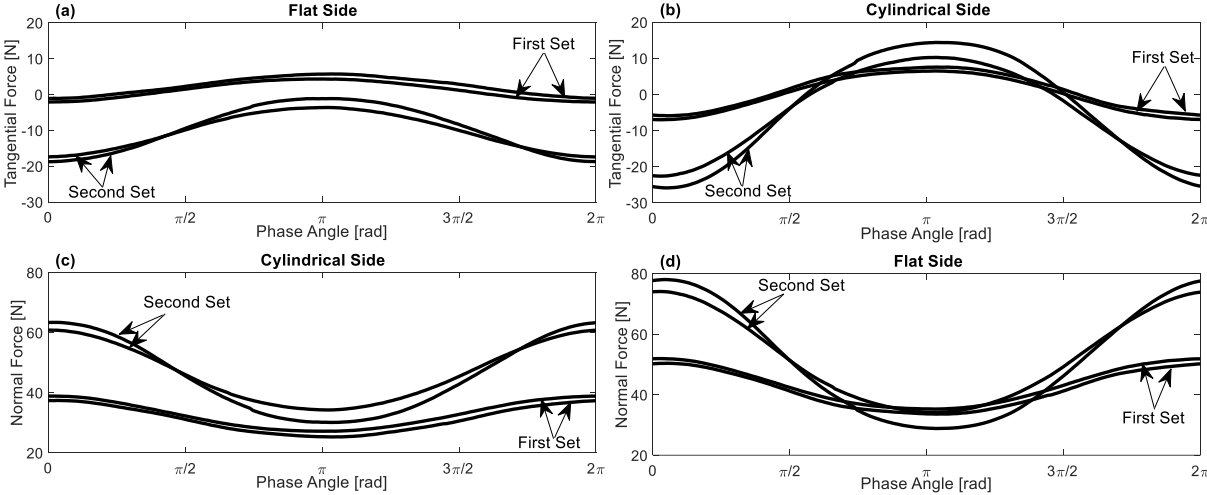 (a) Flat Side
Tangential Force [N]
20
10
0
-10
-20
-30
First Set
Second Set
0 π/2 π 3π/2 2π
Phase Angle [rad]
(b) Cylindrical Side
Tangential Force [N]
20
10
0
-10
-20
-30
First Set
Second Set
0 π/2 π 3π/2 2π
Phase Angle [rad]
(c) Cylindrical Side
Normal Force [N]
80
60
40
20
Second Set
First Set
0 π/2 π 3π/2 2π
Phase Angle [rad]
(d) Flat Side
Normal Force [N]
80
60
40
20
Second Set
First Set
0 π/2 π 3π/2 2π
Phase Angle [rad]